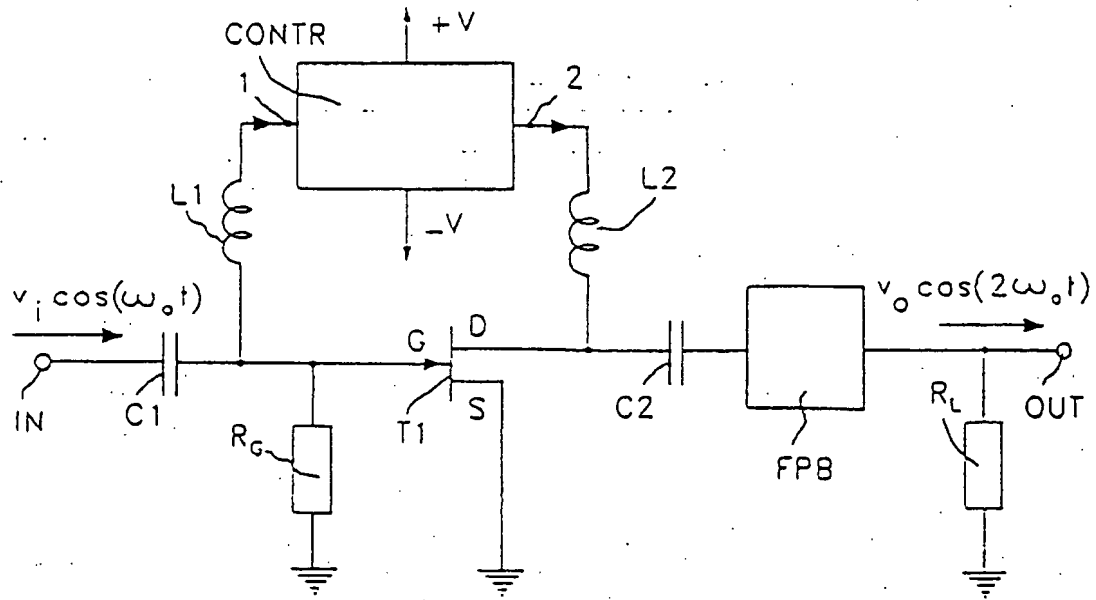 +V
CONTR
1
2
L1
L2
−V
v_i cos(ω_o t)
v_o cos(2ω_o t)
G
D
S
IN
C1
T1
C2
R_L
OUT
R_G
FPB